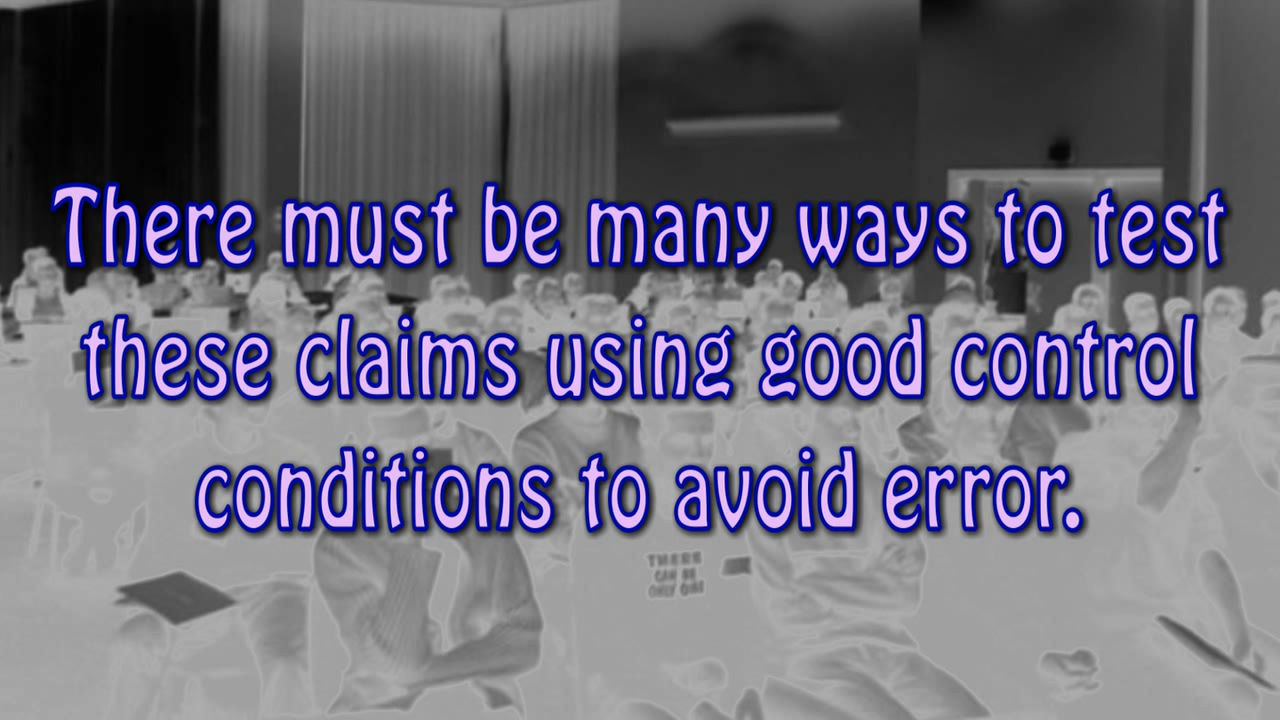 There must be many ways to test
these claims using good control
conditions to avoid error.
THERE
CAN BE
ONLY ONE